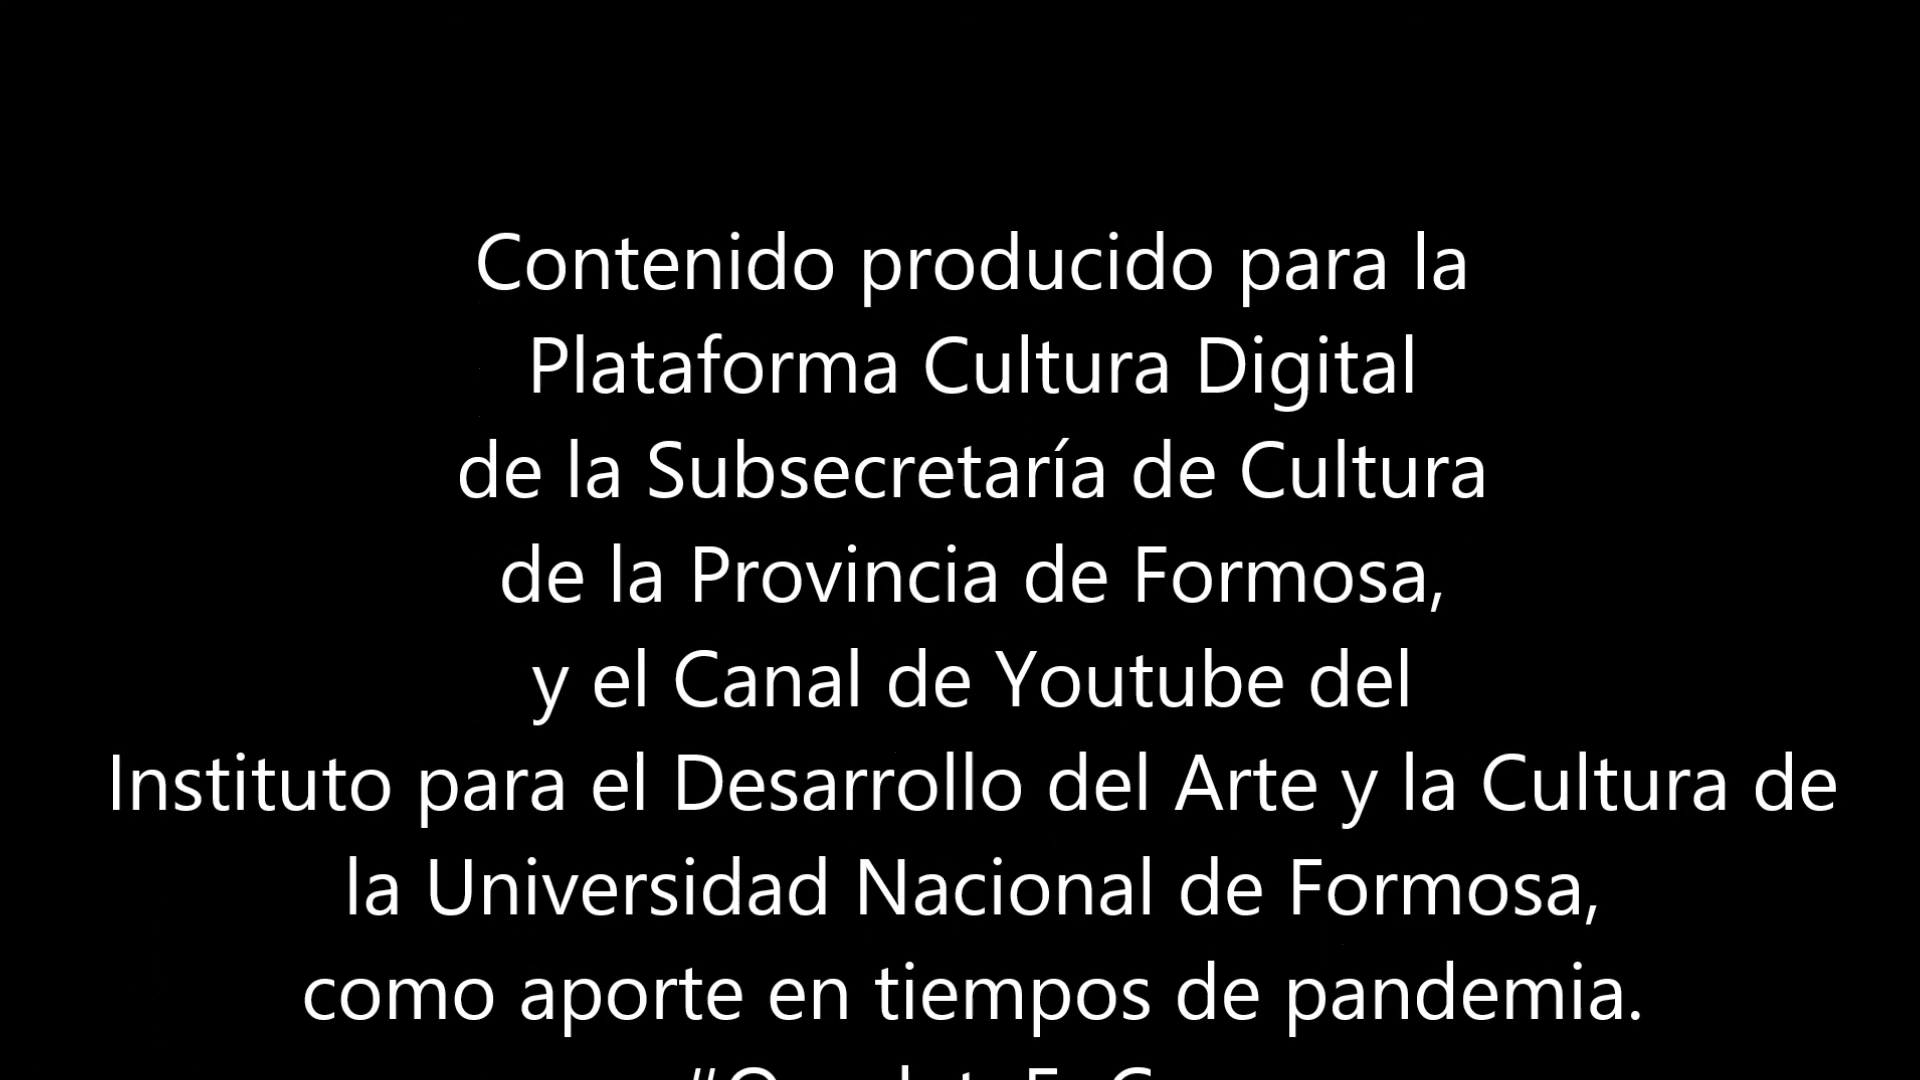 Contenido producido para la
Plataforma Cultura Digital
de la Subsecretaría de Cultura
de la Provincia de Formosa,
y el Canal de Youtube del
Instituto para el Desarrollo del Arte y la Cultura de
la Universidad Nacional de Formosa,
como aporte en tiempos de pandemia.